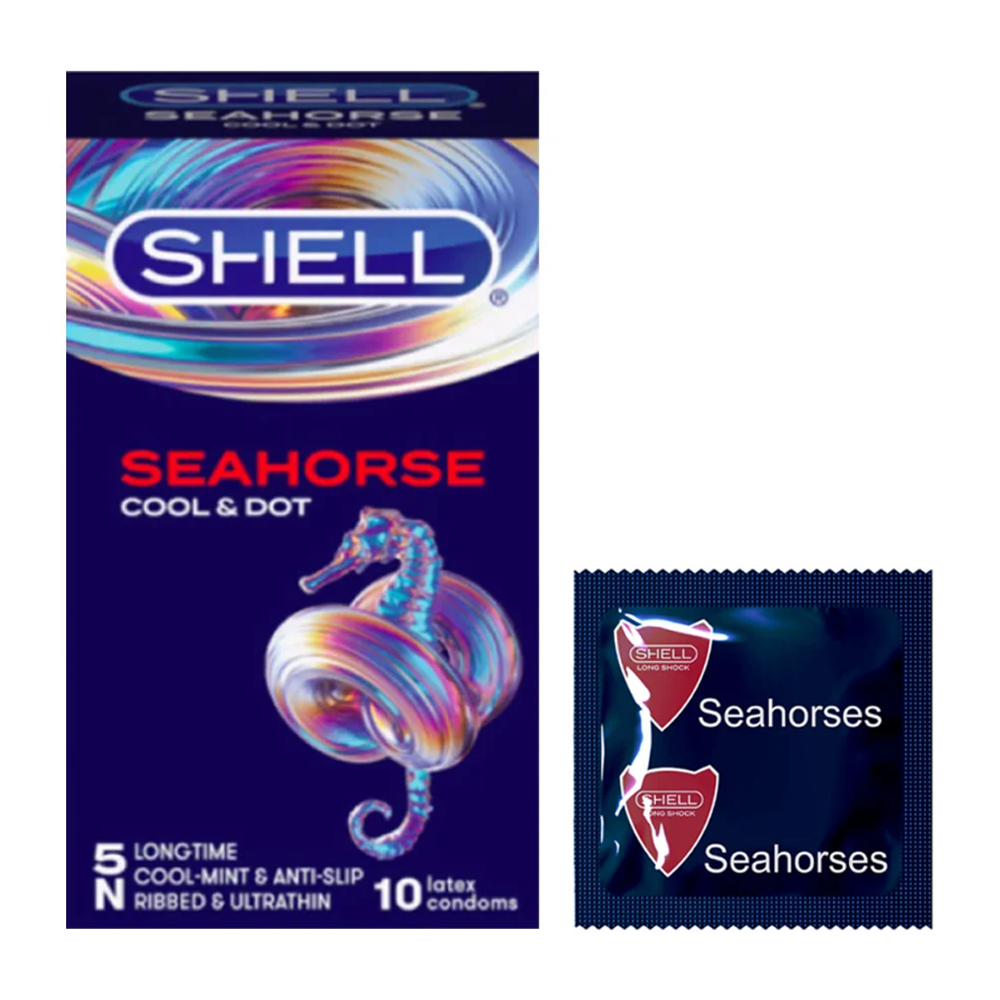 SHELL
SEAHORSE
COOL & DOT
SHELL®
SEAHORSE
COOL & DOT
5N
LONGTIME
COOL-MINT & ANTI-SLIP
RIBBED & ULTRATHIN
10 latex condoms
SHELL
LONG SHOCK
Seahorses
SHELL
LONG SHOCK
Seahorses